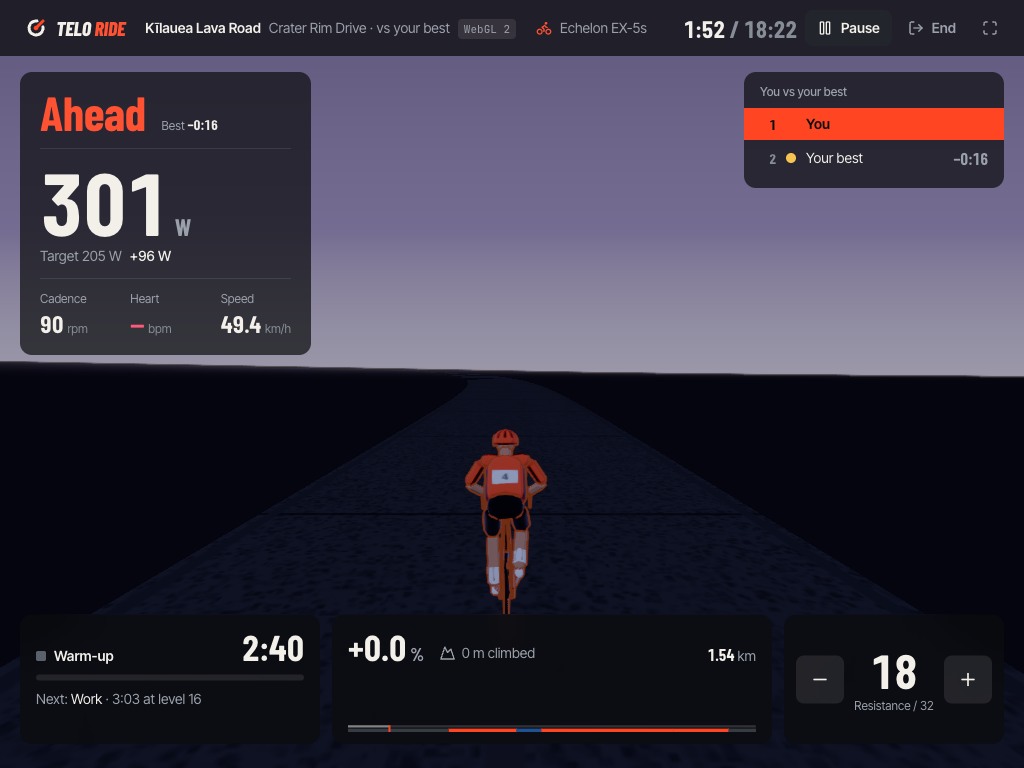 TELO RIDE
Kīlauea Lava Road Crater Rim Drive · vs your best WebGL 2 Echelon EX-5s 1:52 / 18:22 Pause End
Ahead Best −0:16
301 W
Target 205 W +96 W
Cadence Heart Speed
90 rpm – bpm 49.4 km/h
You vs your best
1 You
2 Your best −0:16
4
Warm-up 2:40
Next: Work · 3:03 at level 16
+0.0 % 0 m climbed 1.54 km
− 18 +
Resistance / 32